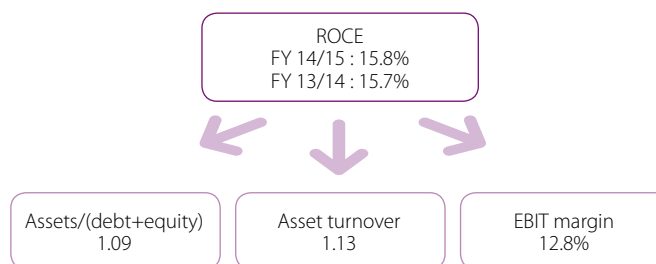 ROCE
FY 14/15 : 15.8%
FY 13/14 : 15.7%
Assets/(debt+equity)
1.09
Asset turnover
1.13
EBIT margin
12.8%